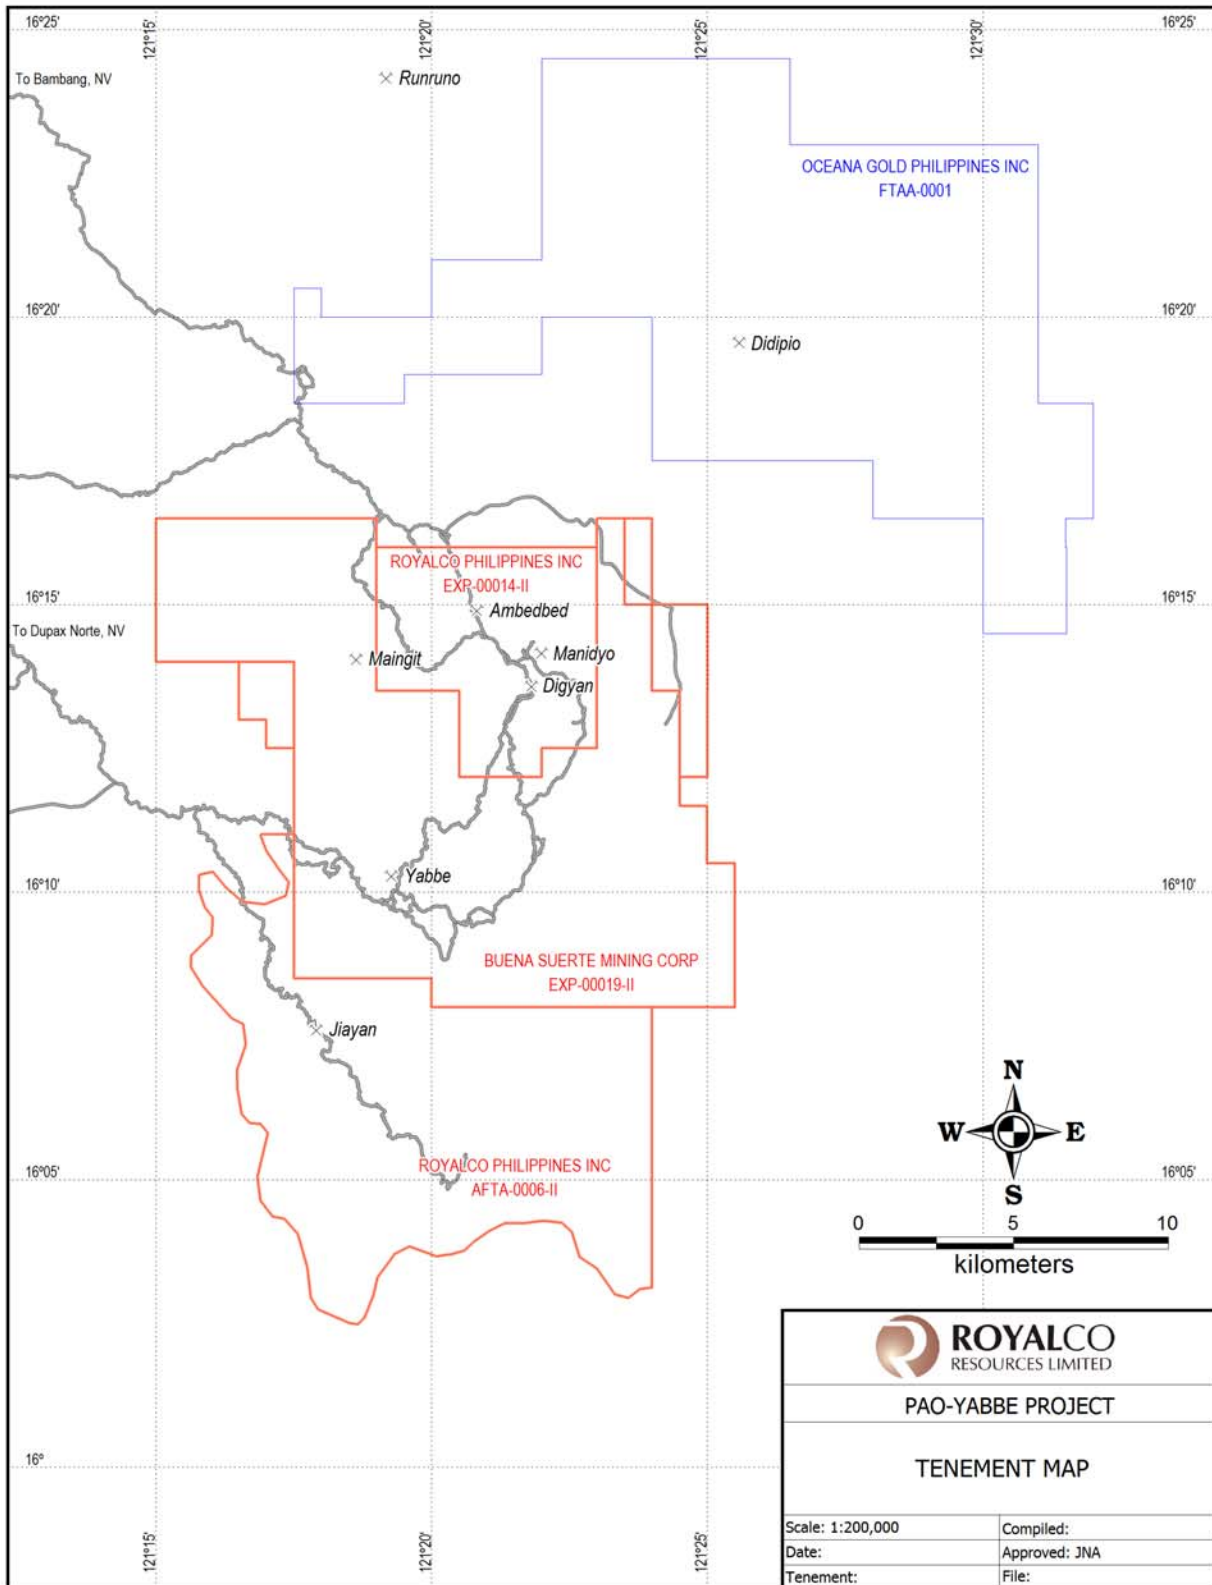 16°25'
121°15'
121°20'
121°25'
121°30'
16°25'
To Bambang, NV
Runruno
OCEANA GOLD PHILIPPINES INC
FTAA-0001
16°20'
16°20'
Didipio
ROYALCO PHILIPPINES INC
EXP-00014-II
16°15'
16°15'
Ambedbed
To Dupax Norte, NV
Maingit
Manidyo
Digyan
Yabbe
16°10'
16°10'
BUENA SUERTE MINING CORP
EXP-00019-II
Jiayan
N
W
E
S
ROYALCO PHILIPPINES INC
AFTA-0006-II
16°05'
16°05'
0 5 10
kilometers
ROYALCO
RESOURCES LIMITED
PAO-YABBE PROJECT
TENEMENT MAP
16°
Scale: 1:200,000
Compiled:
Date:
Approved: JNA
Tenement:
File:
121°15'
121°20'
121°25'